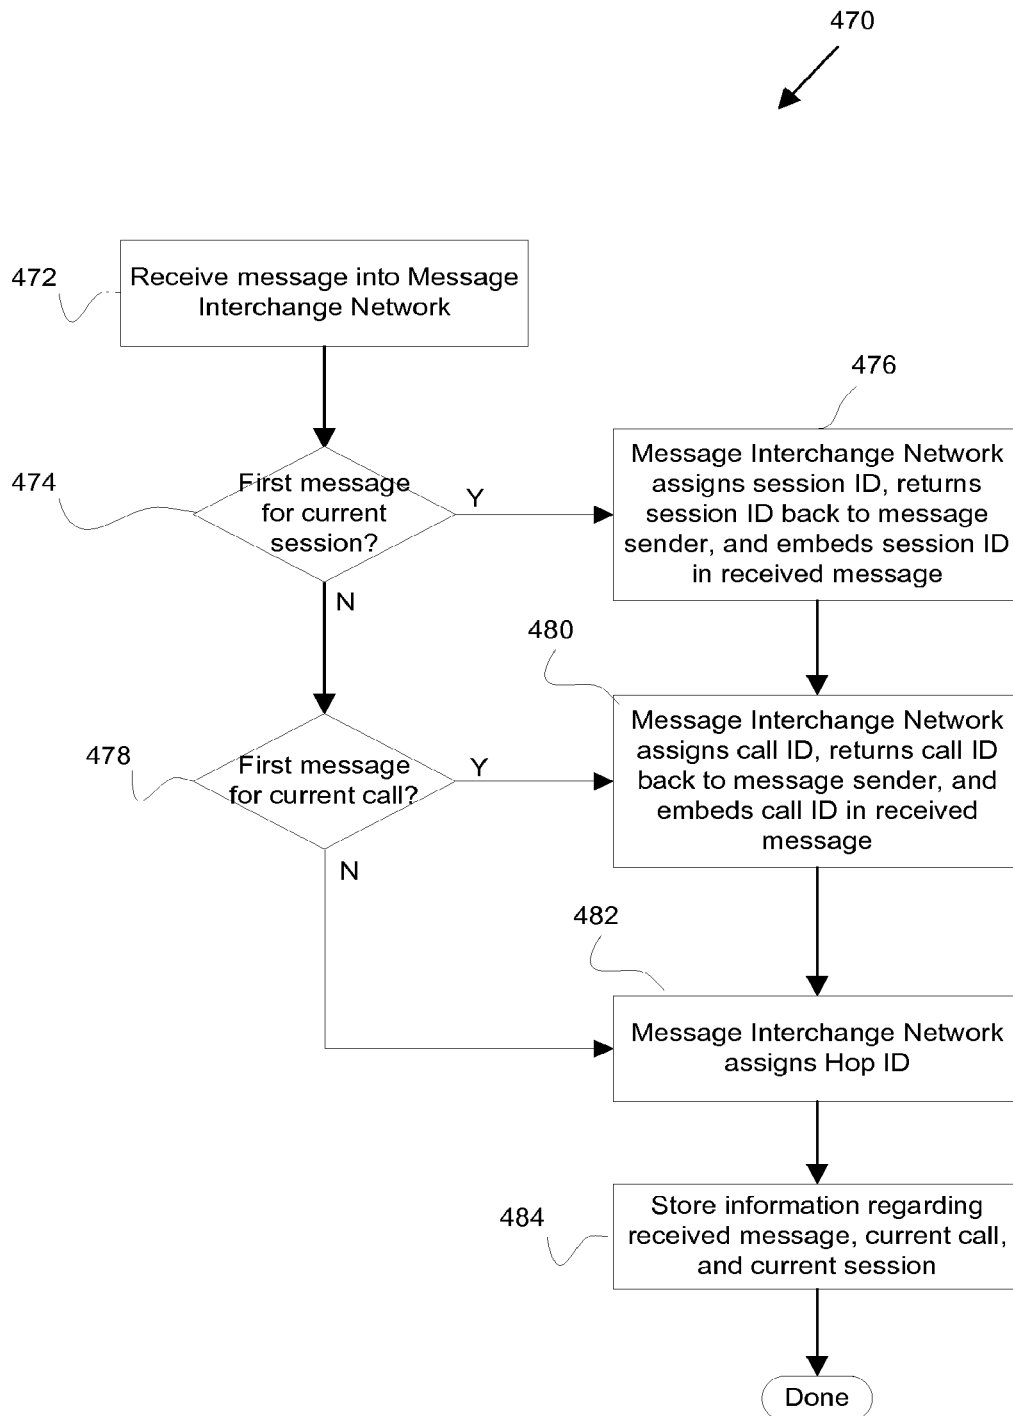 470
472
Receive message into Message
Interchange Network
476
474
First message
for current
session?
Y
N
Message Interchange Network
assigns session ID, returns
session ID back to message
sender, and embeds session ID
in received message
480
478
First message
for current call?
Y
N
Message Interchange Network
assigns call ID, returns call ID
back to message sender, and
embeds call ID in received
message
482
Message Interchange Network
assigns Hop ID
484
Store information regarding
received message, current call,
and current session
Done